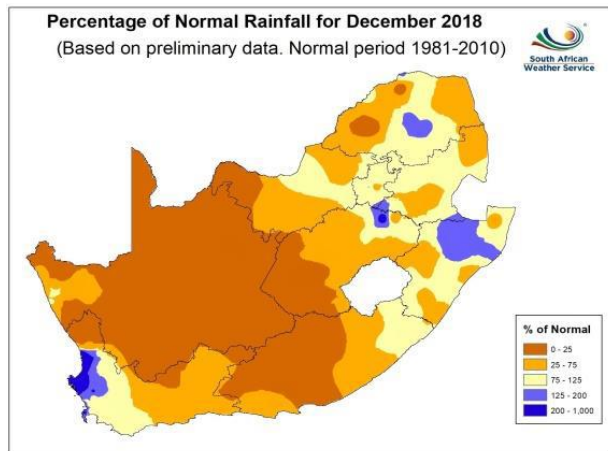 Percentage of Normal Rainfall for December 2018
(Based on preliminary data. Normal period 1981-2010)
South African
Weather Service
% of Normal
0 - 25
25 - 75
75 - 125
125 - 200
200 - 1,000